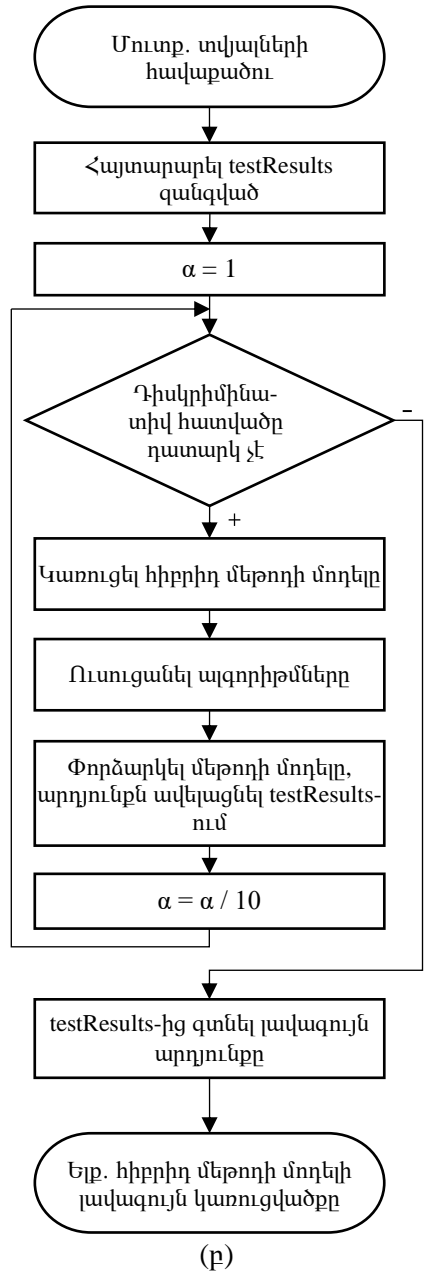 Մուտք. տվյալների
հավաքածու
Հայտարարել testResults
զանգված
α = 1
Դիսկրիմինա-
տիվ հատվածը
դատարկ չէ
-
+
Կառուցել հիբրիդ մեթոդի մոդելը
Ուսուցանել ալգորիթմները
Փորձարկել մեթոդի մոդելը,
արդյունքն ավելացնել testResults-
ում
α = α / 10
testResults-ից գտնել լավագույն
արդյունքը
Ելք. հիբրիդ մեթոդի մոդելի
լավագույն կառուցվածքը
(բ)